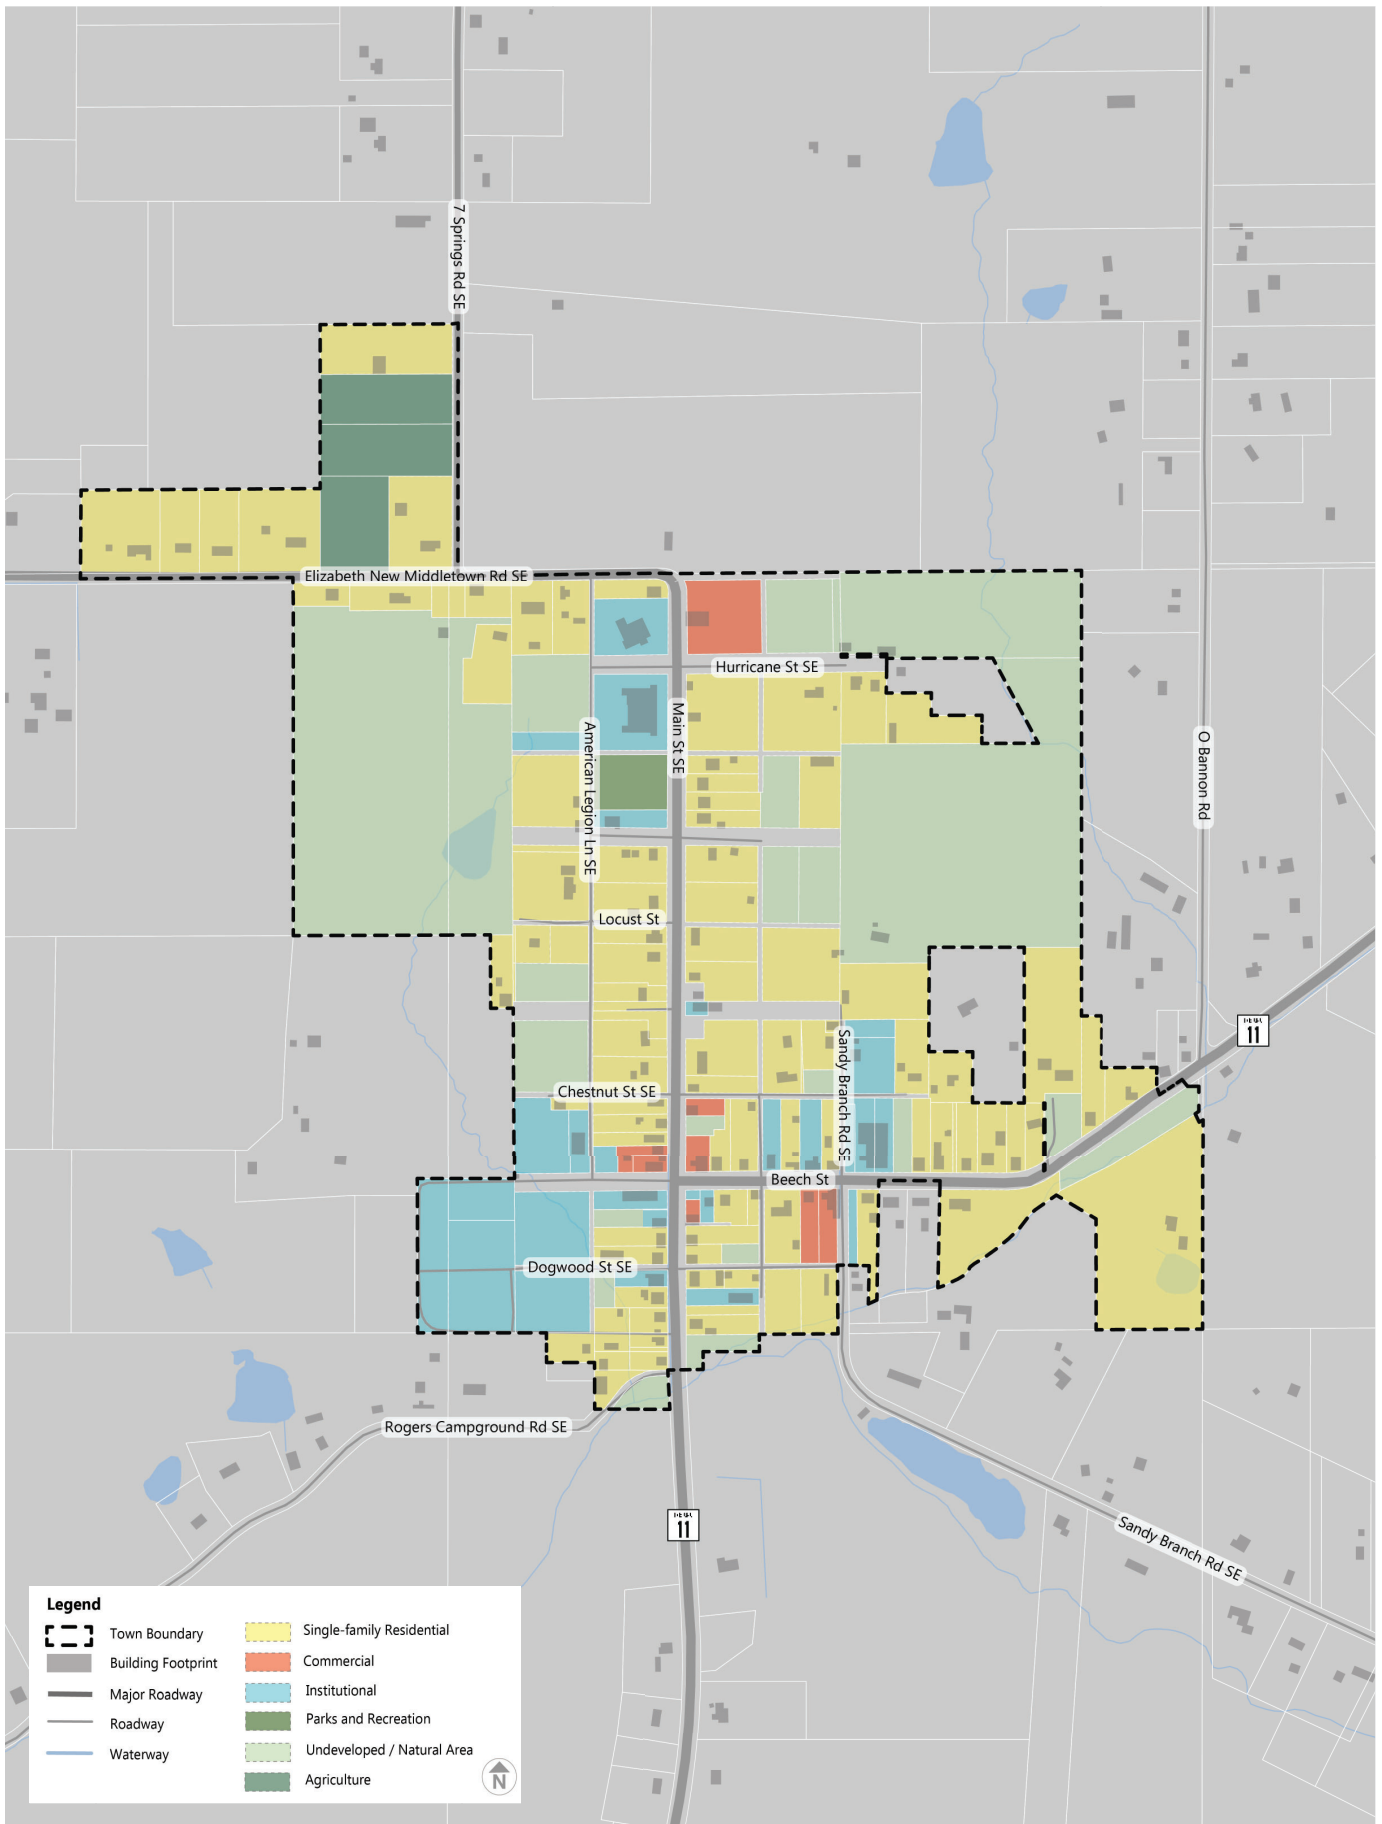 7 Springs Rd SE
Elizabeth New Middletown Rd SE
Hurricane St SE
Main St SE
American Legion Ln SE
O Bannon Rd
Locust St
11
Sandy Branch Rd SE
Chestnut St SE
Beech St
Dogwood St SE
Rogers Campground Rd SE
11
Sandy Branch Rd SE
Legend
Town Boundary
Building Footprint
Major Roadway
Roadway
Waterway
Single-family Residential
Commercial
Institutional
Parks and Recreation
Undeveloped / Natural Area
Agriculture
N